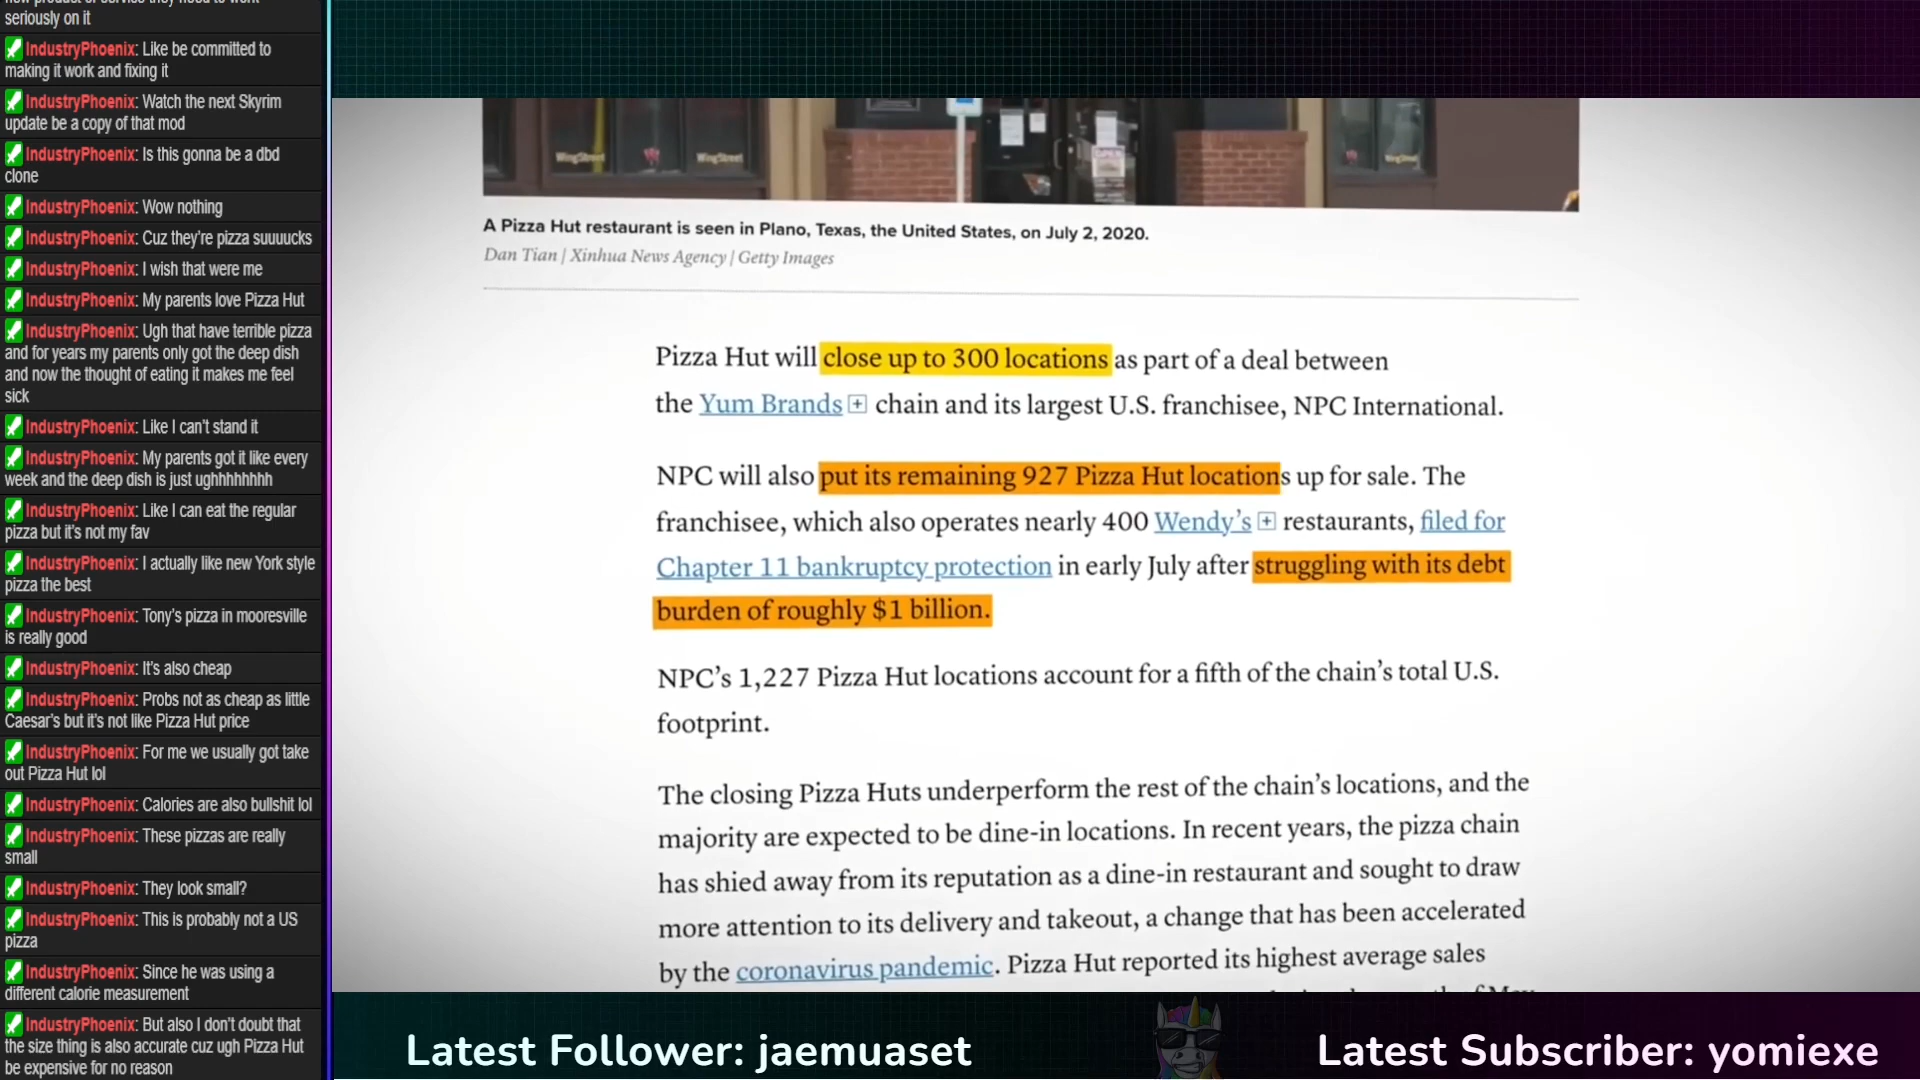 seriously on it
IndustryPhoenix: Like be committed to
making it work and fixing it
IndustryPhoenix: Watch the next Skyrim
update be a copy of that mod
IndustryPhoenix: Is this gonna be a dbd
clone
IndustryPhoenix: Wow nothing
IndustryPhoenix: Cuz they're pizza suuuucks
IndustryPhoenix: I wish that were me
IndustryPhoenix: My parents love Pizza Hut
IndustryPhoenix: Ugh that have terrible pizza
and for years my parents only got the deep dish
and now the thought of eating it makes me feel
sick
IndustryPhoenix: Like I can't stand it
IndustryPhoenix: My parents got it like every
week and the deep dish is just ughhhhhhhh
IndustryPhoenix: Like I can eat the regular
pizza but it's not my fav
IndustryPhoenix: I actually like new York style
pizza the best
IndustryPhoenix: Tony's pizza in mooresville
is really good
IndustryPhoenix: It's also cheap
IndustryPhoenix: Probs not as cheap as little
Caesar's but it's not like Pizza Hut price
IndustryPhoenix: For me we usually got take
out Pizza Hut lol
IndustryPhoenix: Calories are also bullshit lol
IndustryPhoenix: These pizzas are really
small
IndustryPhoenix: They look small?
IndustryPhoenix: This is probably not a US
pizza
IndustryPhoenix: Since he was using a
different calorie measurement
IndustryPhoenix: But also I don't doubt that
the size thing is also accurate cuz ugh Pizza Hut
be expensive for no reason
WingStreet WingStreet WingStreet
A Pizza Hut restaurant is seen in Plano, Texas, the United States, on July 2, 2020.
Dan Tian | Xinhua News Agency | Getty Images
Pizza Hut will close up to 300 locations as part of a deal between
the Yum Brands + chain and its largest U.S. franchisee, NPC International.
NPC will also put its remaining 927 Pizza Hut locations up for sale. The
franchisee, which also operates nearly 400 Wendy's + restaurants, filed for
Chapter 11 bankruptcy protection in early July after struggling with its debt
burden of roughly $1 billion.
NPC's 1,227 Pizza Hut locations account for a fifth of the chain's total U.S.
footprint.
The closing Pizza Huts underperform the rest of the chain's locations, and the
majority are expected to be dine-in locations. In recent years, the pizza chain
has shied away from its reputation as a dine-in restaurant and sought to draw
more attention to its delivery and takeout, a change that has been accelerated
by the coronavirus pandemic. Pizza Hut reported its highest average sales
Latest Follower: jaemuaset
Latest Subscriber: yomiexe